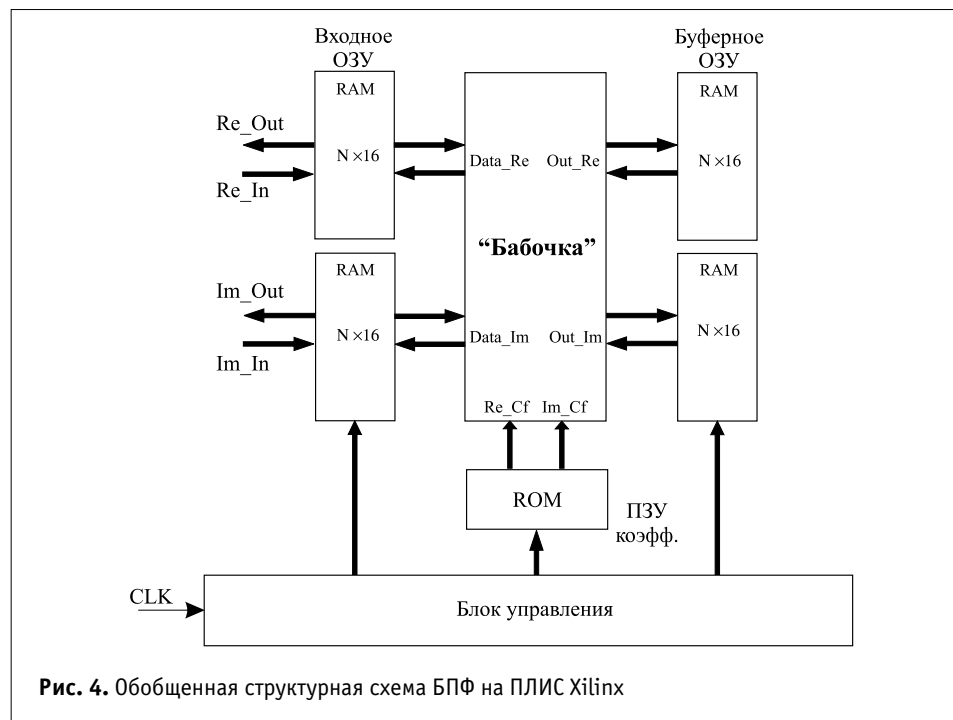 Входное
ОЗУ
Буферное
ОЗУ
RAM
RAM
Re_Out
N×16
Data_Re
Out_Re
N×16
Re_In
“Бабочка”
RAM
RAM
Im_Out
N×16
Data_Im
Out_Im
N×16
Im_In
Re_Cf
Im_Cf
ROM
ПЗУ
коэфф.
CLK
Блок управления
Рис. 4. Обобщенная структурная схема БПФ на ПЛИС Xilinx